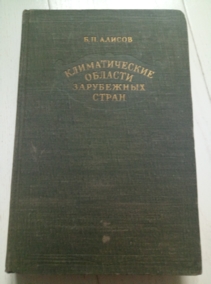 Б.П. АЛИСОВ
КЛИМАТИЧЕСКИЕ
ОБЛАСТИ
ЗАРУБЕЖНЫХ
СТРАН